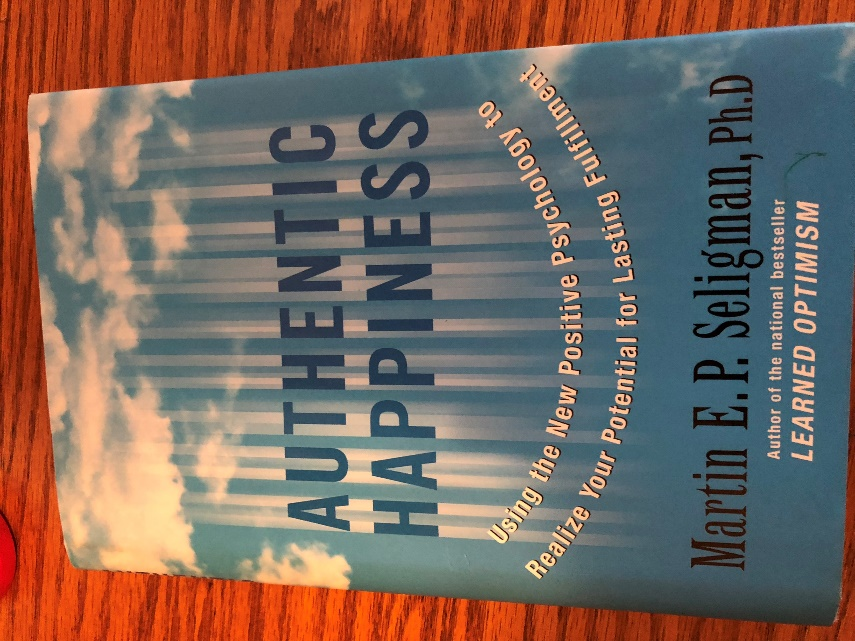 AUTHENTIC
HAPPINESS
Using the New Positive Psychology to
Realize Your Potential for Lasting Fulfillment
Martin E.P. Seligman, Ph.D
Author of the national bestseller
LEARNED OPTIMISM